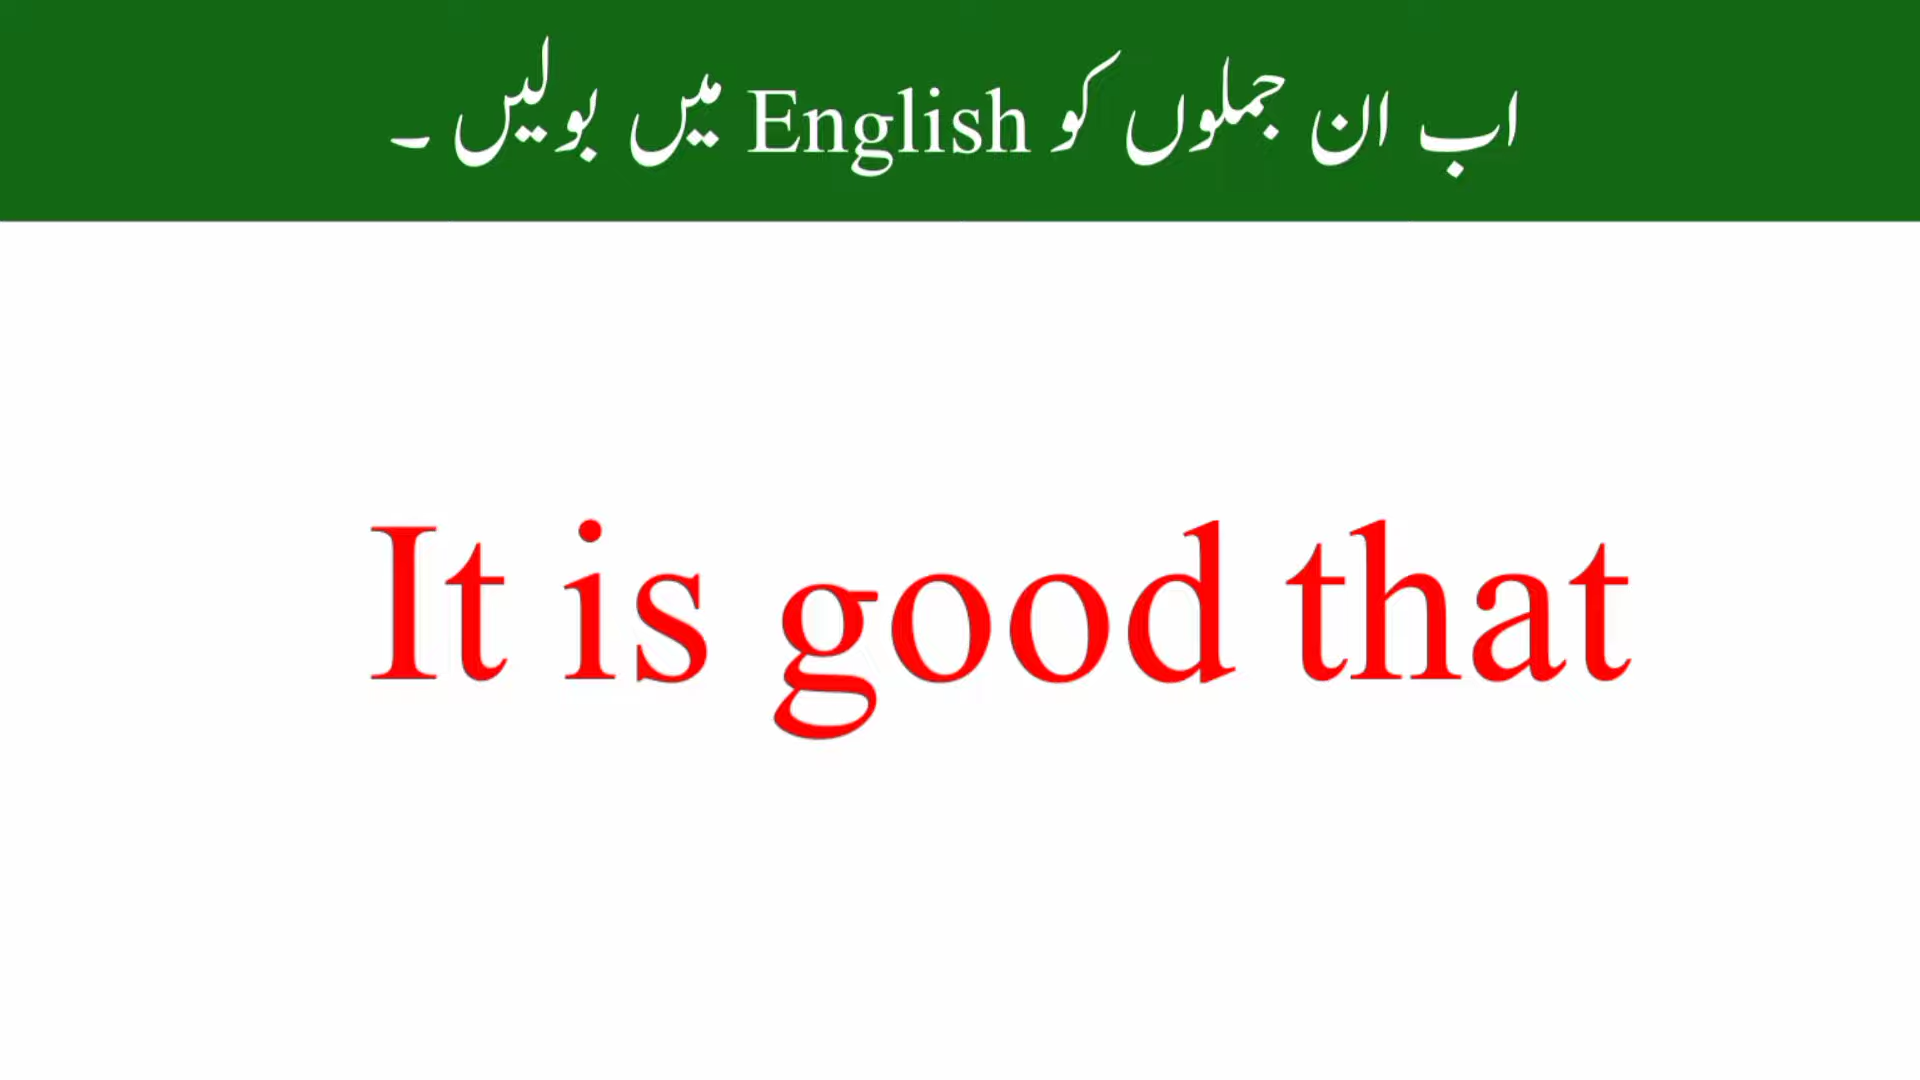 اب ان جملوں کو English میں بولیں ۔
It is good that